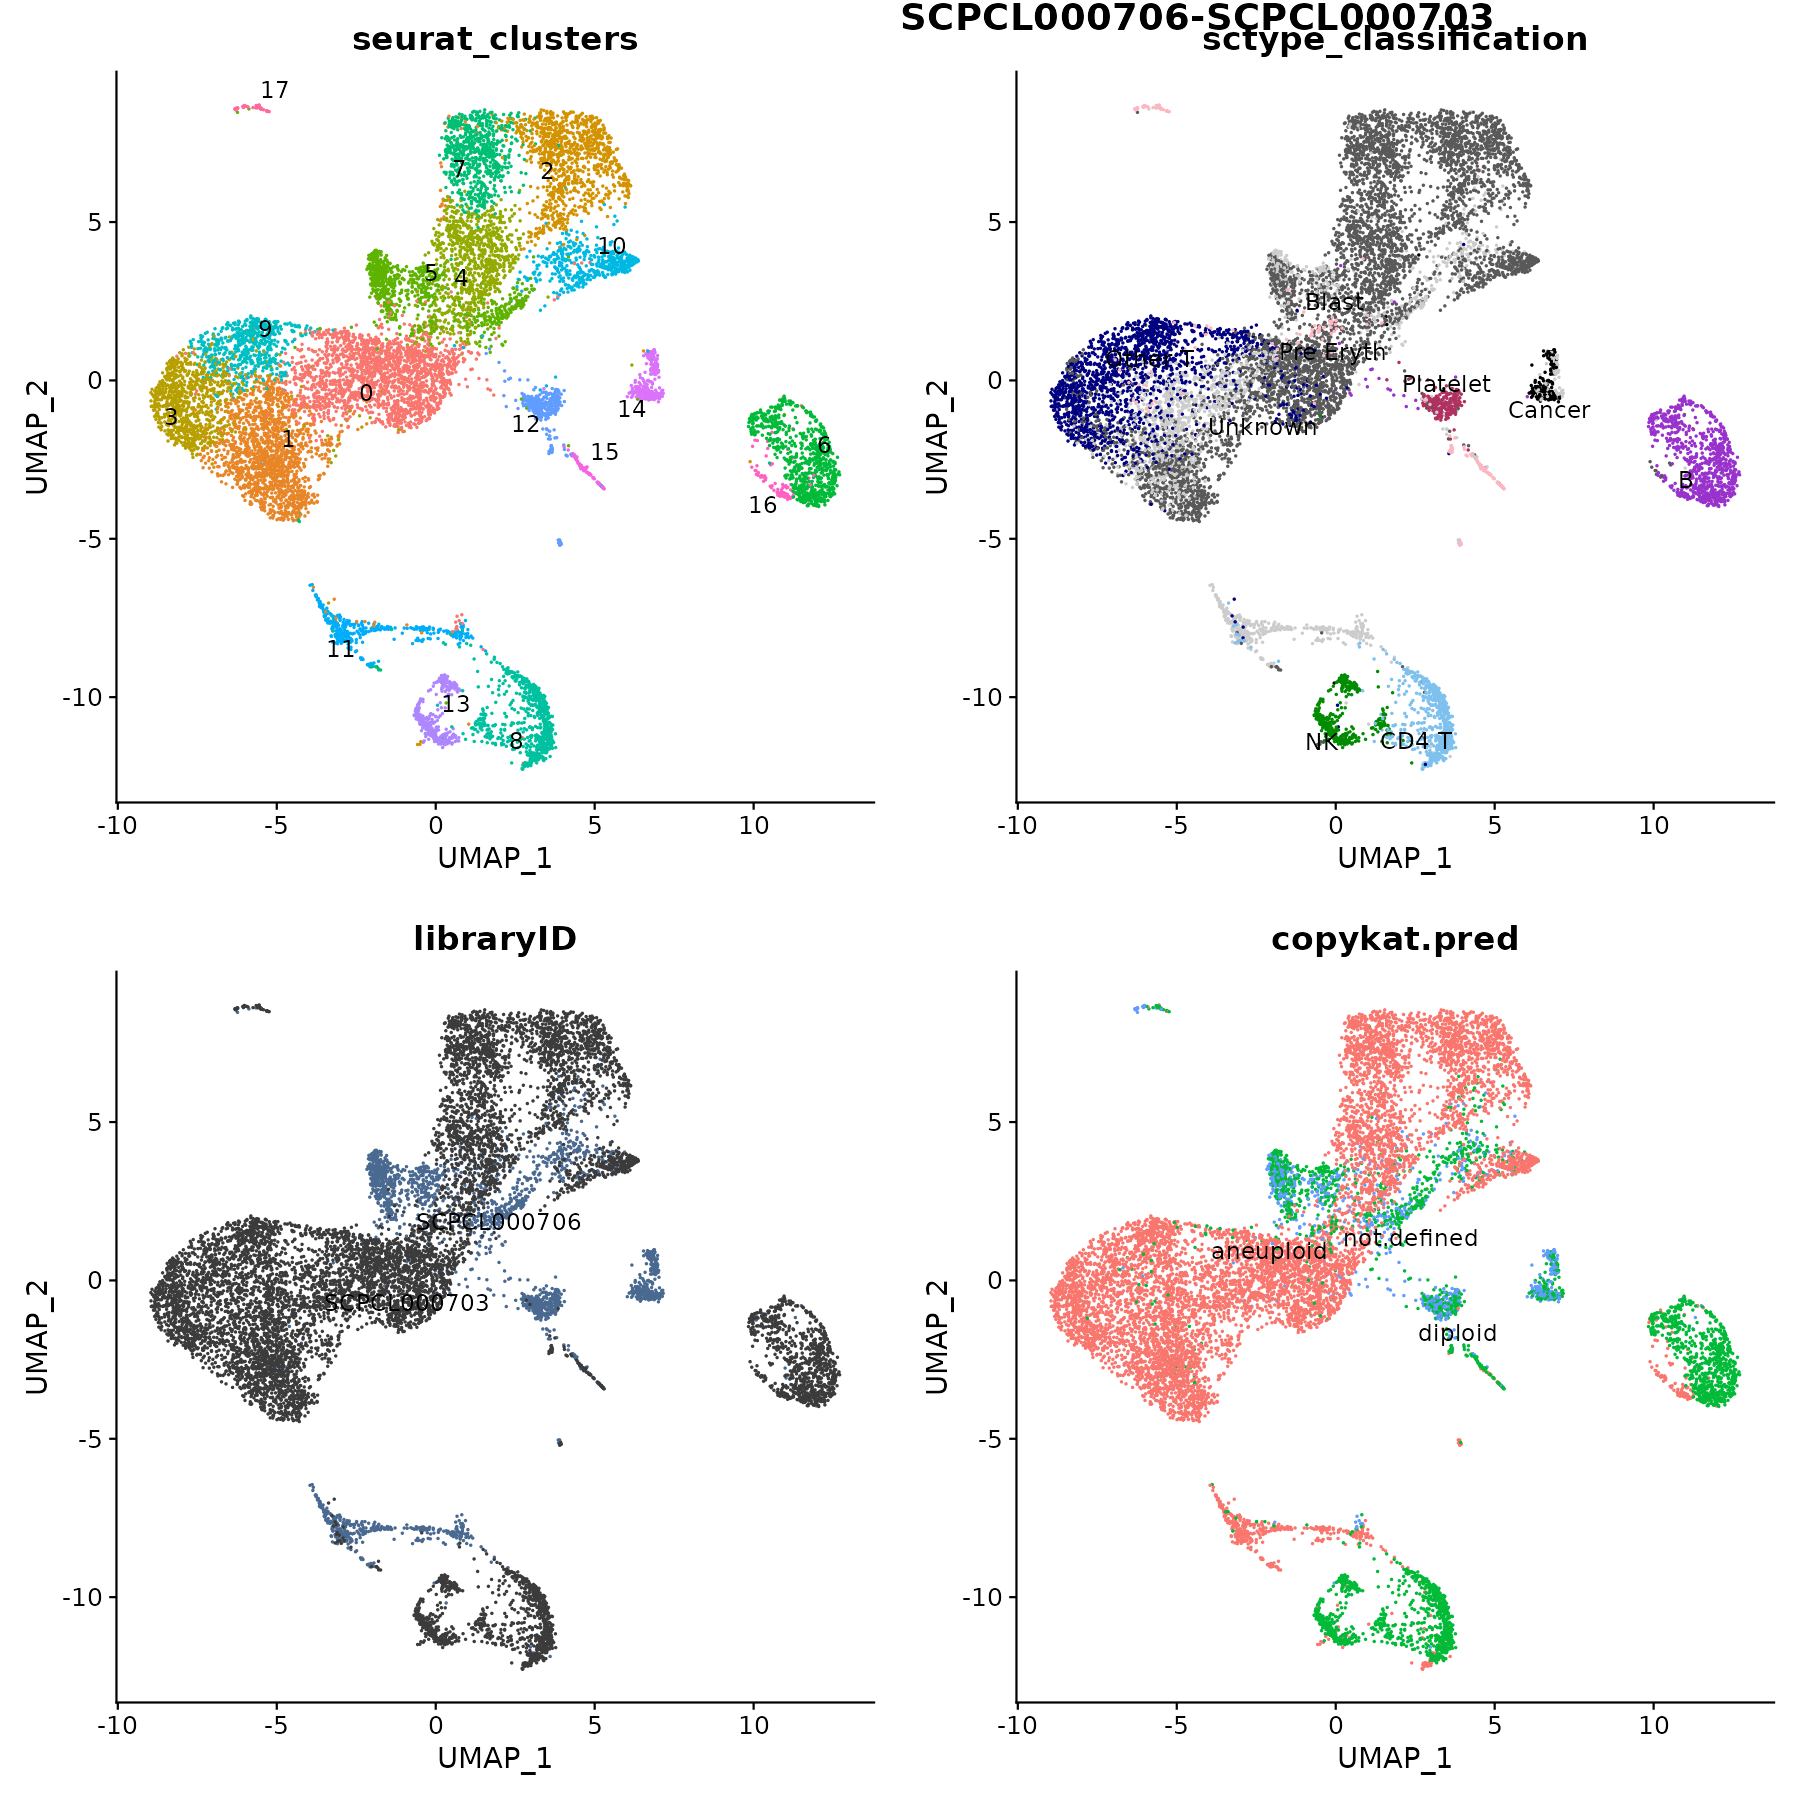 SCPCL000706-SCPCL000703
seurat_clusters
sctype_classification
17
7
2
10
5
4
9
0
3
1
12
14
15
6
16
11
13
8
5
0
-5
-10
UMAP_2
-10
-5
0
5
10
UMAP_1
Blast
Other T
Pre Eryth
Platelet
Cancer
Unknown
B
NK
CD4 T
5
0
-5
-10
UMAP_2
-10
-5
0
5
10
UMAP_1
libraryID
copykat.pred
SCPCL000706
SCPCL000703
5
0
-5
-10
UMAP_2
-10
-5
0
5
10
UMAP_1
not.defined
aneuploid
diploid
5
0
-5
-10
UMAP_2
-10
-5
0
5
10
UMAP_1